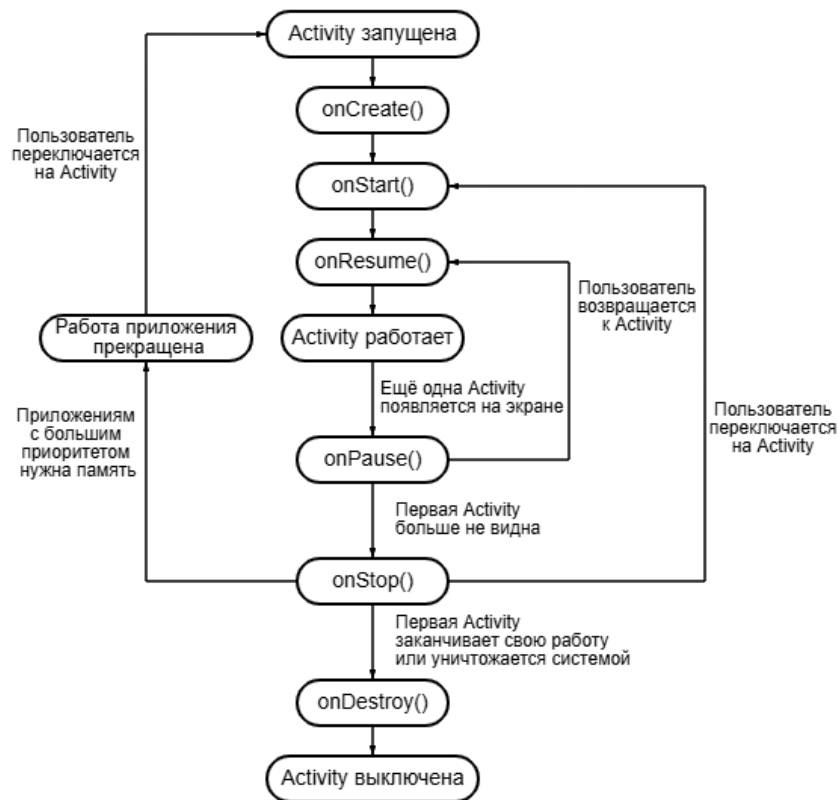 Activity запущена
onCreate()
Пользователь
переключается
на Activity
onStart()
onResume()
Пользователь
возвращается
к Activity
Работа приложения
прекращена
Activity работает
Ещё одна Activity
появляется на экране
Приложениям
с большим
приоритетом
нужна память
Пользователь
переключается
на Activity
onPause()
Первая Activity
больше не видна
onStop()
Первая Activity
заканчивает свою работу
или уничтожается системой
onDestroy()
Activity выключена